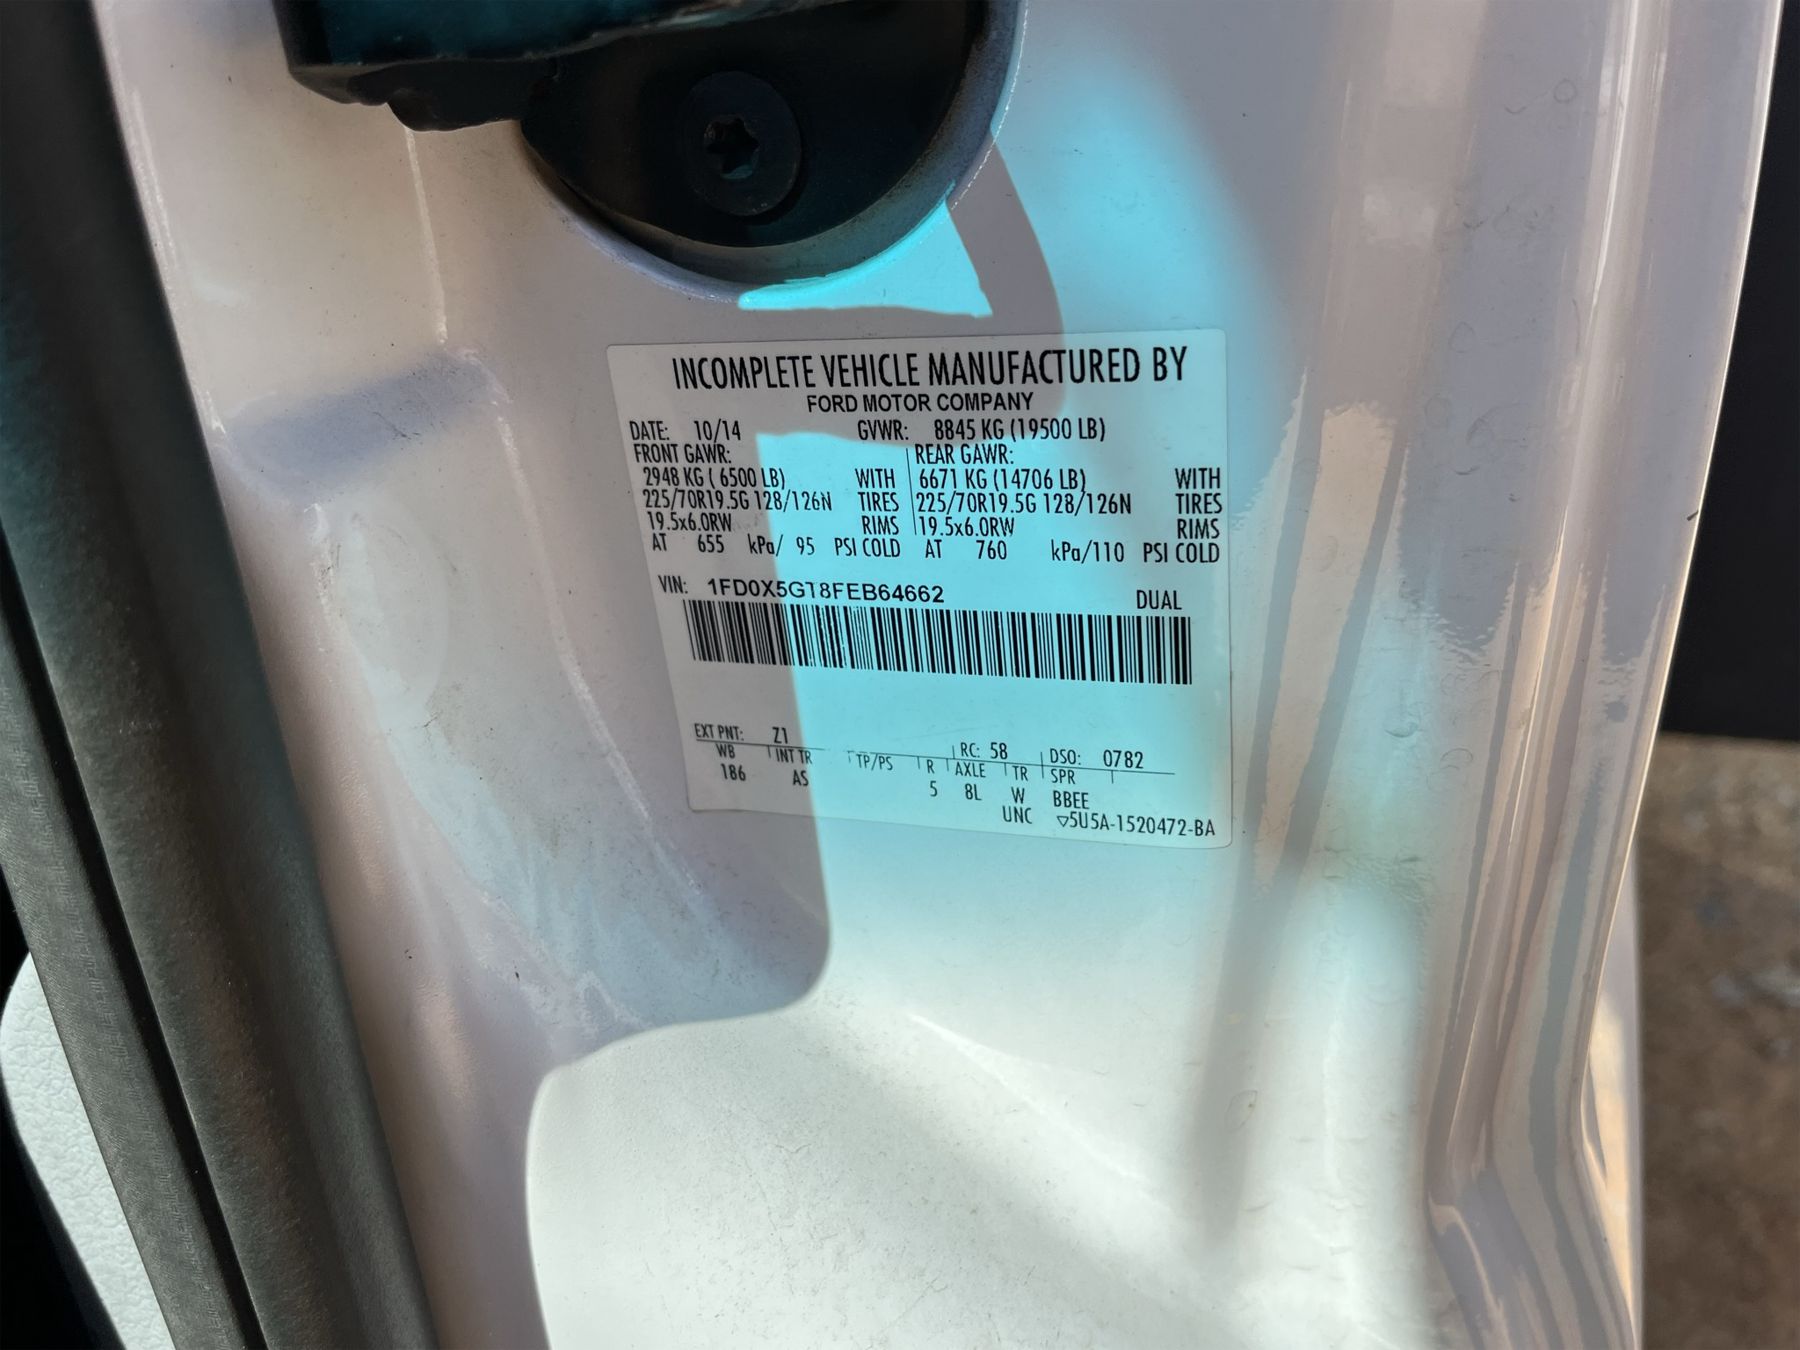 INCOMPLETE VEHICLE MANUFACTURED BY
FORD MOTOR COMPANY
DATE: 10/14 GVWR: 8845 KG (19500 LB)
FRONT GAWR: REAR GAWR:
2948 KG ( 6500 LB) WITH 6671 KG (14706 LB) WITH
225/70R19.5G 128/126N TIRES 225/70R19.5G 128/126N TIRES
19.5x6.0RW RIMS 19.5x6.0RW RIMS
AT 655 kPa/ 95 PSI COLD AT 760 kPa/110 PSI COLD
VIN: 1FD0X5GT8FEB64662 DUAL
EXT PNT: Z1 RC: 58 DSO: 0782
WB INT TR TP/PS R AXLE TR SPR
186 AS 5 8L W BBEE
UNC ▽5U5A-1520472-BA